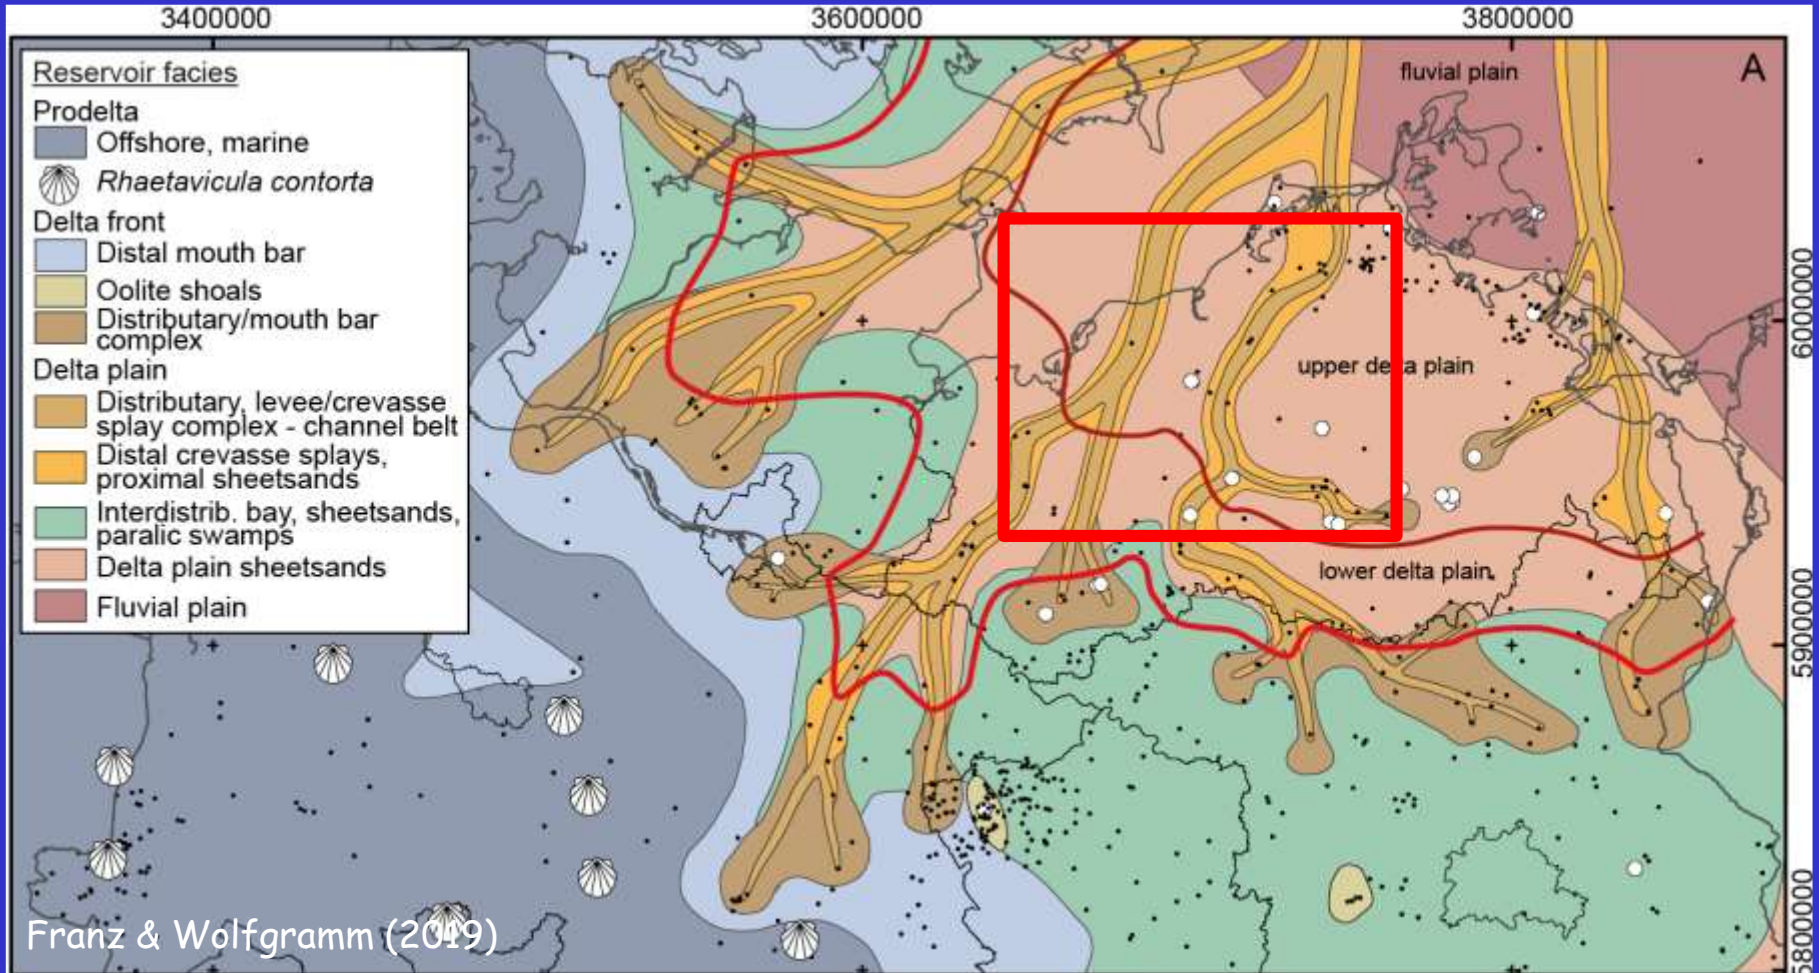 3400000
3600000
3800000
Reservoir facies
Prodelta
Offshore, marine
Rhaetavicula contorta
Delta front
Distal mouth bar
Oolite shoals
Distributary/mouth bar
complex
Delta plain
Distributary, levee/crevasse
splay complex - channel belt
Distal crevasse splays,
proximal sheetsands
Interdistrib. bay, sheetsands,
paralic swamps
Delta plain sheetsands
Fluvial plain
fluvial plain
A
upper delta plain
lower delta plain
6000000
5900000
5800000
Franz & Wolfgramm (2019)